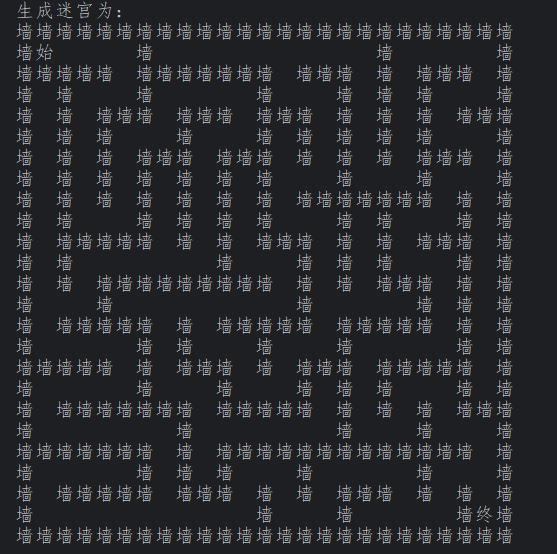 生成迷宫为：
墙墙墙墙墙墙墙墙墙墙墙墙墙墙墙墙墙墙墙墙墙墙墙墙墙
墙始　　　　墙　　　　　　　　　　　墙　　　　　墙
墙墙墙墙墙　墙墙墙墙墙墙墙　墙墙墙　墙　墙墙墙　墙
墙　墙　　　墙　　　　　墙　　　墙　墙　墙　　　墙
墙　墙　墙墙墙　墙墙墙　墙墙墙　墙　墙　墙　墙墙墙
墙　墙　墙　　　墙　　　墙　墙　墙　墙　墙　　　墙
墙　墙　墙　墙墙墙　墙墙墙　墙　墙　墙　墙墙墙　墙
墙　墙　墙　墙　墙　墙　墙　　　墙　　　墙　　　墙
墙　墙　墙　墙　墙　墙　墙　墙墙墙墙墙墙墙　墙　墙
墙　墙　　　墙　墙　墙　墙　　　墙　墙　　　墙　墙
墙　墙墙墙墙墙　墙　墙　墙墙墙　墙　墙　墙墙墙　墙
墙　墙　　　　　　　墙　　　墙　墙　墙　　　墙　墙
墙　墙　墙墙墙墙墙墙墙墙墙　墙　墙　墙墙墙　墙　墙
墙　　　墙　　　　　　　　　墙　　　　　墙　墙　墙
墙　墙墙墙墙墙　墙　墙墙墙墙墙　墙墙墙墙墙　墙　墙
墙　　　　　墙　墙　　　墙　　　墙　　　　　墙　墙
墙墙墙墙墙　墙　墙墙墙　墙　墙墙墙　墙墙墙墙墙　墙
墙　　　　　墙　　　墙　　　　　墙　墙　　　墙　墙
墙　墙墙墙墙墙墙墙　墙墙墙墙墙　墙　墙　墙　墙墙墙
墙　　　　　　　墙　　　　　　　墙　　　墙　　　墙
墙墙墙墙墙墙墙　墙　墙墙墙墙墙墙墙墙墙墙墙墙墙　墙
墙　　　　　墙　墙　墙　　　墙　　　　　墙　　　墙
墙　墙墙墙墙墙　墙墙墙　墙　墙　墙墙墙　墙　墙　墙
墙　　　　　　　　　　　墙　　　墙　　　　　墙终墙
墙墙墙墙墙墙墙墙墙墙墙墙墙墙墙墙墙墙墙墙墙墙墙墙墙